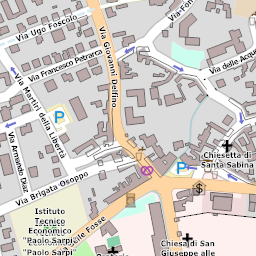 Via Ugo Foscolo
Via Giovanni Delfino
Via Francesco Petrarca
Via delle Acque
Via Martiri della Libertà
Via Armando Diaz
P
P
Chiesetta di
Santa Sabina
Via Brigata Osoppo
delle Fosse
$
Istituto
Tecnico
Economico
"Paolo Sarpi"
"Paolo Sarpi
Chiesa di San
Giuseppe alle